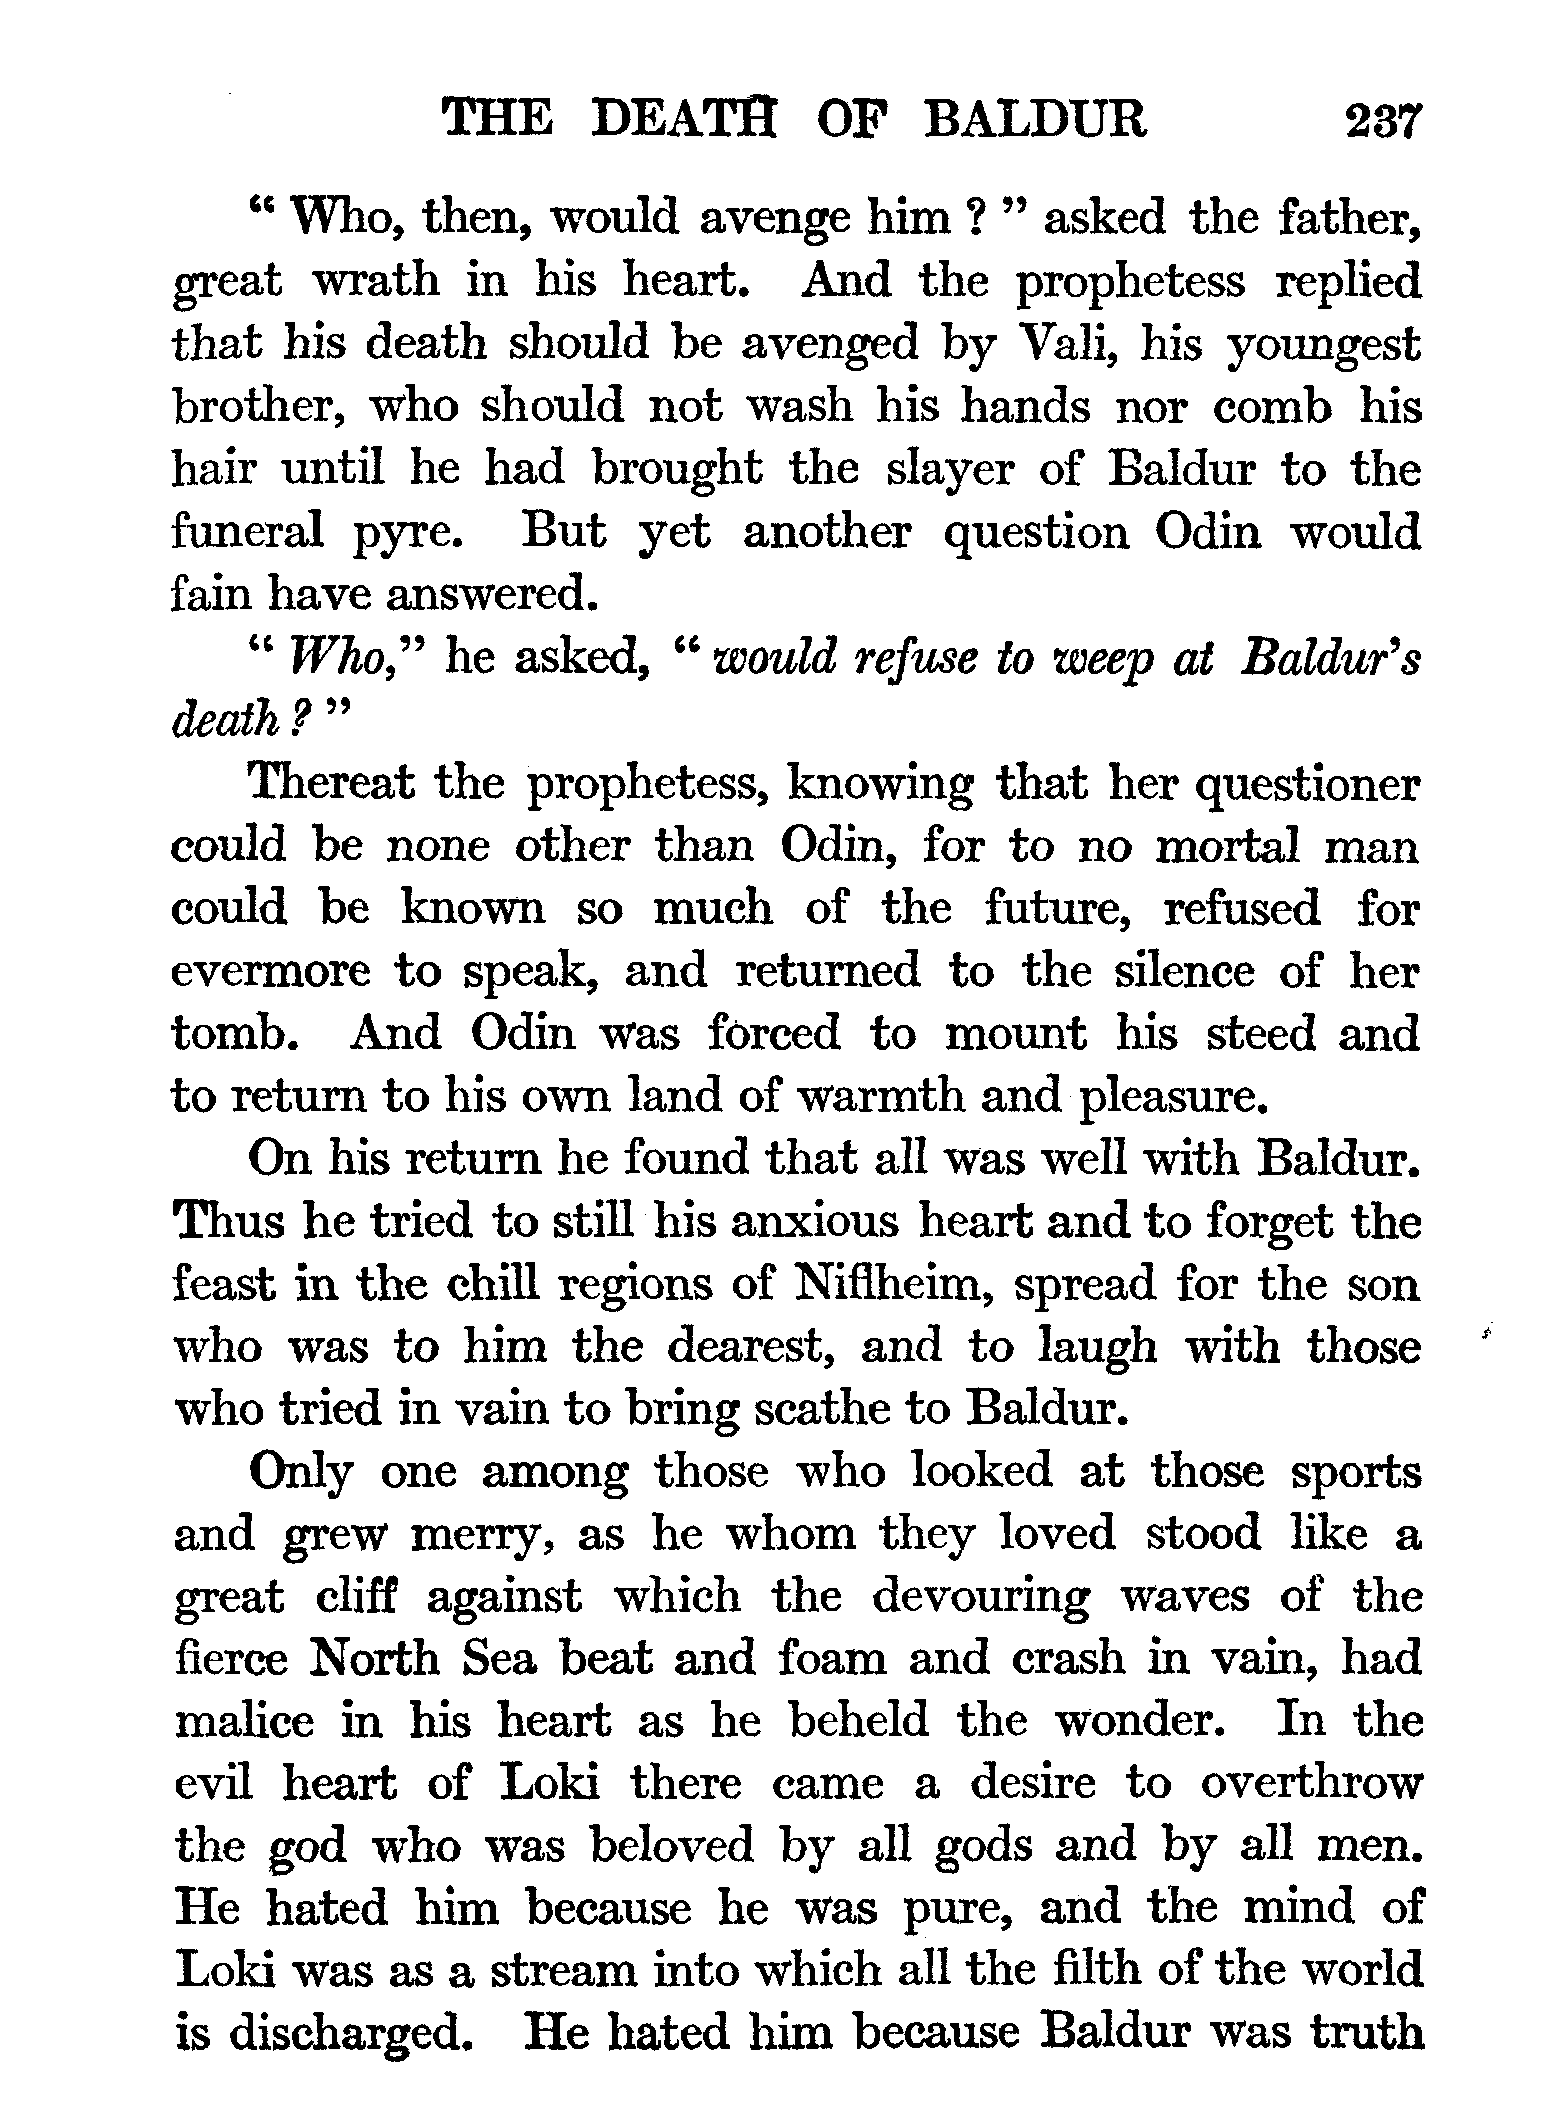 THE DEATH OF BALDUR 237
“ Who, then, would avenge him ? ” asked the father,
great wrath in his heart. And the prophetess replied
that his death should be avenged by Vali, his youngest
brother, who should not wash his hands nor comb his
hair until he had brought the slayer of Baldur to the
funeral pyre. But yet another question Odin would
fain have answered.
“ Who,” he asked, “ would refuse to weep at Baldur’s
death ? ”
Thereat the prophetess, knowing that her questioner
could be none other than Odin, for to no mortal man
could be known so much of the future, refused for
evermore to speak, and returned to the silence of her
tomb. And Odin was forced to mount his steed and
to return to his own land of warmth and pleasure.
On his return he found that all was well with Baldur.
Thus he tried to still his anxious heart and to forget the
feast in the chill regions of Niflheim, spread for the son
who was to him the dearest, and to laugh with those
who tried in vain to bring scathe to Baldur.
Only one among those who looked at those sports
and grew merry, as he whom they loved stood like a
great cliff against which the devouring waves of the
fierce North Sea beat and foam and crash in vain, had
malice in his heart as he beheld the wonder. In the
evil heart of Loki there came a desire to overthrow
the god who was beloved by all gods and by all men.
He hated him because he was pure, and the mind of
Loki was as a stream into which all the filth of the world
is discharged. He hated him because Baldur was truth